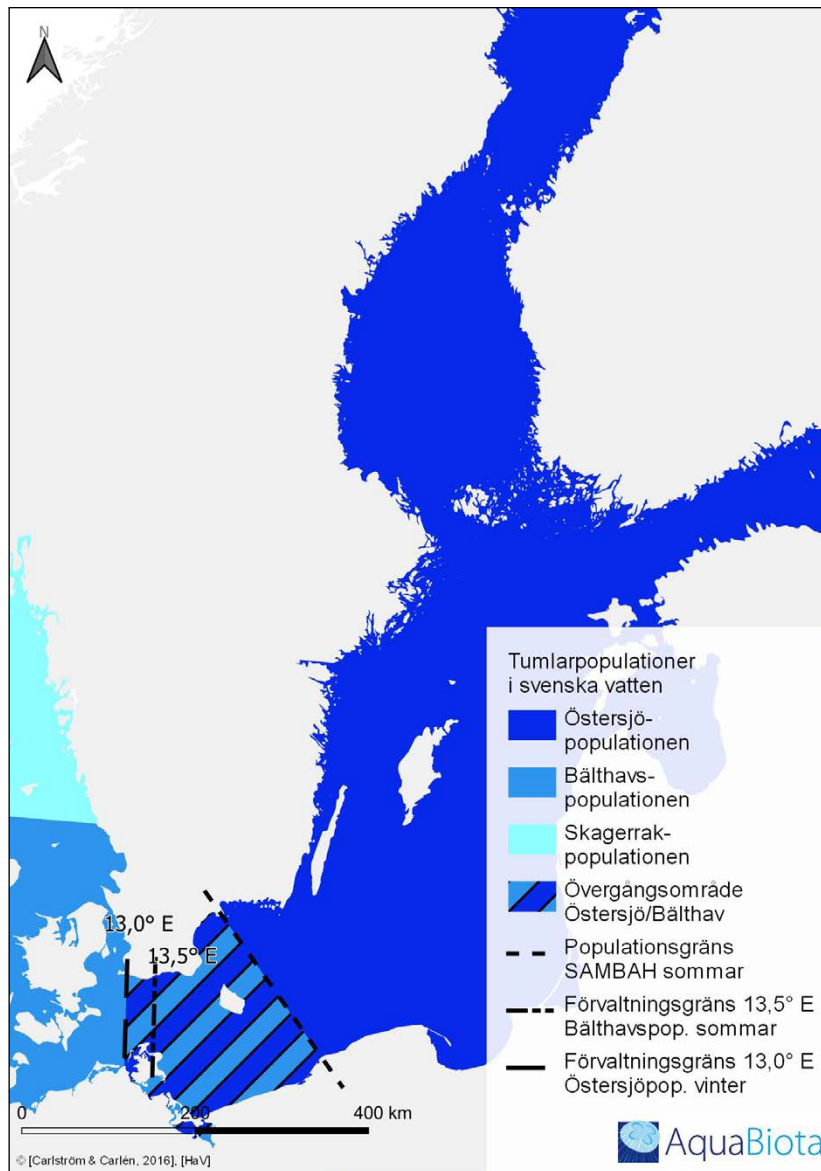 N
13,0° E
13,5° E
Tumlarpopulationer
i svenska vatten
Östersjö-
populationen
Bälthavs-
populationen
Skagerrak-
populationen
Övergångsområde
Östersjö/Bälthav
Populationsgräns
SAMBAH sommar
Förvaltningsgräns 13,5° E
Bälthavspop. sommar
Förvaltningsgräns 13,0° E
Östersjöpop. vinter
0 200 400 km
© [Carlström & Carlén, 2016], [HaV]
AquaBiota